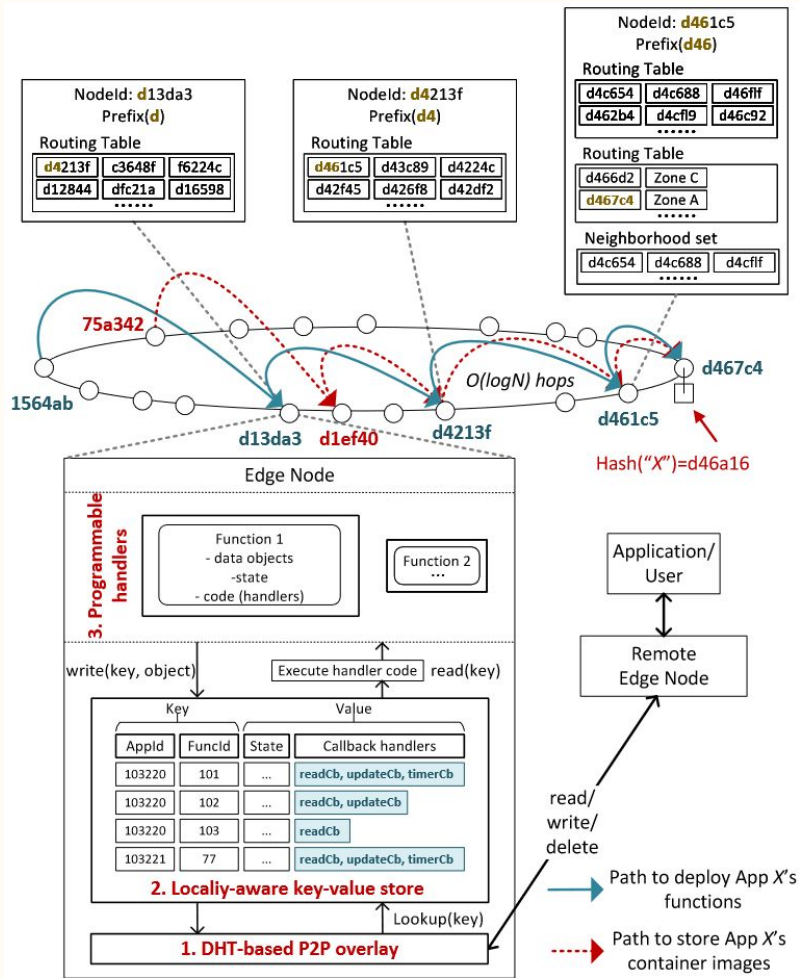 NodeId: d13da3
Prefix(d)
Routing Table
d4213f c3648f f6224c
d12844 dfc21a d16598
......
NodeId: d4213f
Prefix(d4)
Routing Table
d461c5 d43c89 d4224c
d42f45 d426f8 d42df2
......
NodeId: d461c5
Prefix(d46)
Routing Table
d4c654 d4c688 d46flf
d462b4 d4cfl9 d46c92
......
Routing Table
d466d2 Zone C
d467c4 Zone A
......
Neighborhood set
d4c654 d4c688 d4cflf
......
75a342
1564ab
d13da3
d1ef40
d4213f
O(logN) hops
d461c5
d467c4
Hash("X")=d46a16
Edge Node
3. Programmable
handlers
Function 1
- data objects
-state
- code (handlers)
Function 2
...
write(key, object)
Execute handler code
read(key)
Key Value
AppId FuncId State Callback handlers
103220 101 ... readCb, updateCb, timerCb
103220 102 ... readCb, updateCb
103220 103 ... readCb
103221 77 ... readCb, updateCb, timerCb
2. Locally-aware key-value store
Lookup(key)
1. DHT-based P2P overlay
Application/
User
Remote
Edge Node
read/
write/
delete
Path to deploy App X's
functions
Path to store App X's
container images